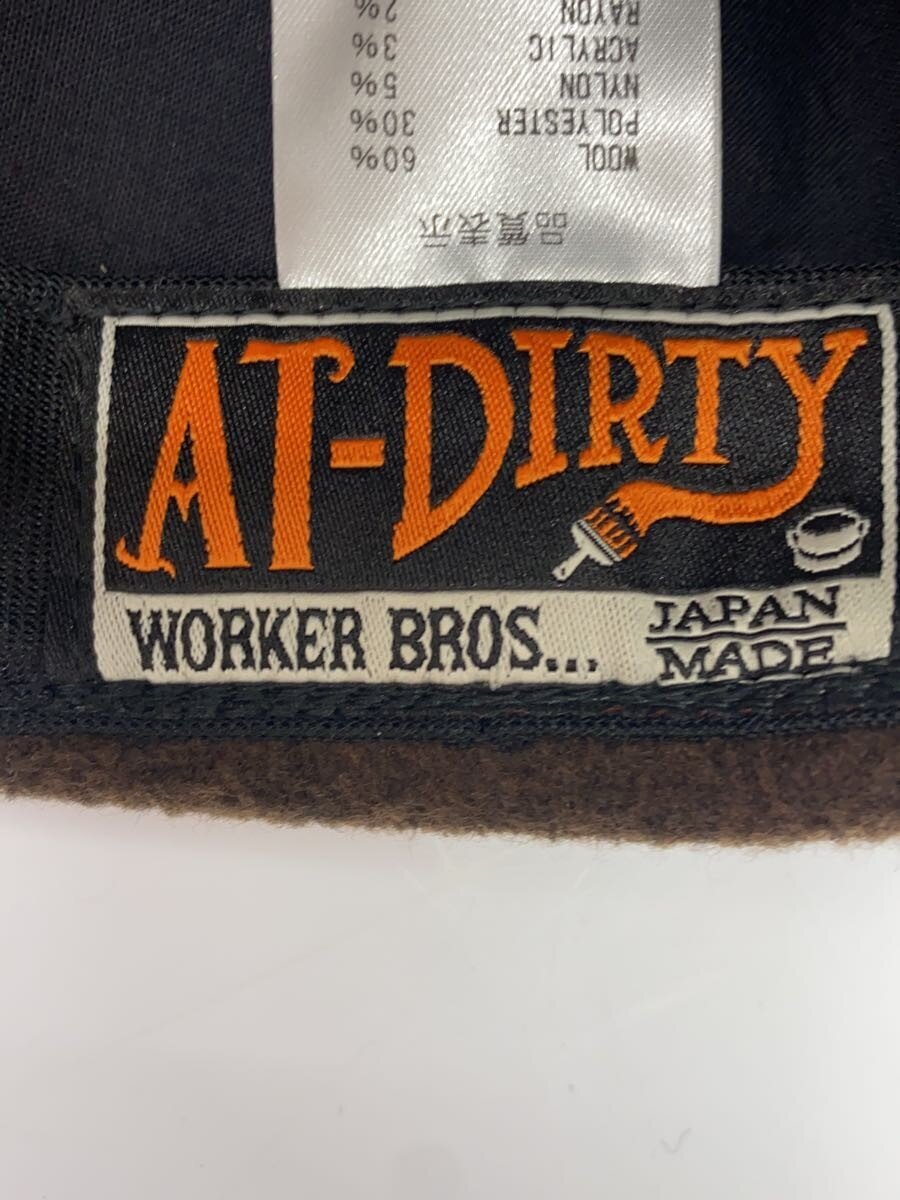 品質表示
WOOL 60%
POLYESTER 30%
NYLON 5%
ACRYLIC 3%
RAYON 2%
AT-DIRTY
WORKER BROS...
JAPAN
MADE